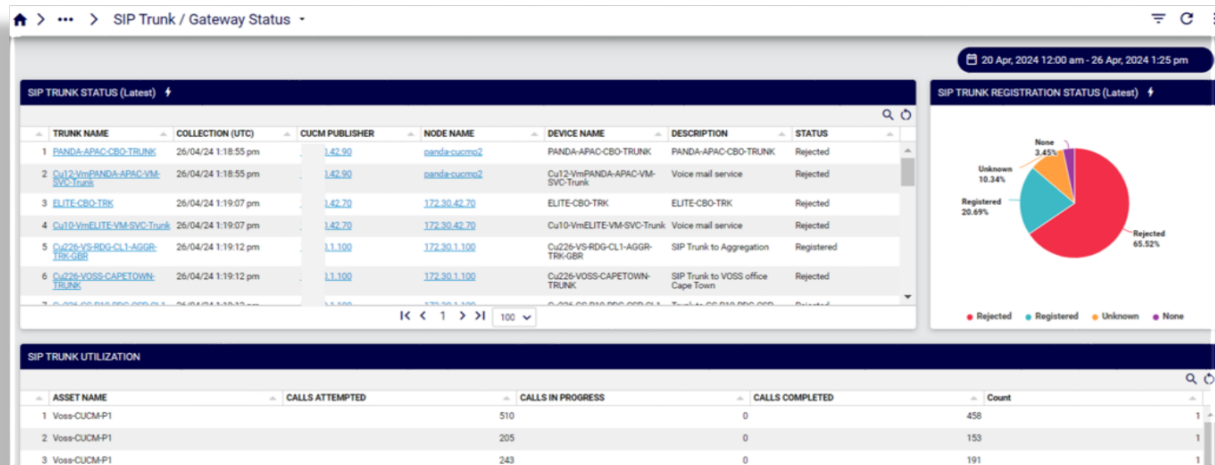 SIP Trunk / Gateway Status
20 Apr, 2024 12:00 am - 26 Apr, 2024 1:25 pm
SIP TRUNK STATUS (Latest)
TRUNK NAME COLLECTION (UTC) CUCM PUBLISHER NODE NAME DEVICE NAME DESCRIPTION STATUS
1 PANDA-APAC-CBO-TRUNK 26/04/24 1:18:55 pm .42.90 panda-cucmo2 PANDA-APAC-CBO-TRUNK PANDA-APAC-CBO-TRUNK Rejected
2 Cu12-VmPANDA-APAC-VM- 26/04/24 1:18:55 pm .42.90 panda-cucmo2 Cu12-VmPANDA-APAC-VM- Voice mail service Rejected
SVC-Trunk SVC-Trunk
3 ELITE-CBO-TRK 26/04/24 1:19:07 pm .42.70 172.30.42.70 ELITE-CBO-TRK ELITE-CBO-TRK Rejected
4 Cu10-VmELITE-VM-SVC-Trunk 26/04/24 1:19:07 pm .42.70 172.30.42.70 Cu10-VmELITE-VM-SVC-Trunk Voice mail service Rejected
5 Cu226-VS-RDG-CL1-AGGR- 26/04/24 1:19:12 pm .1.100 172.30.1.100 Cu226-VS-RDG-CL1-AGGR- SIP Trunk to Aggregation Registered
TRK-GBR TRK-GBR
6 Cu226-VOSS-CAPETOWN- 26/04/24 1:19:12 pm .1.100 172.30.1.100 Cu226-VOSS-CAPETOWN- SIP Trunk to VOSS office Rejected
TRUNK TRUNK Cape Town
1 100
SIP TRUNK REGISTRATION STATUS (Latest)
None
3.45%
Unknown
10.34%
Registered
20.69%
Rejected
65.52%
Rejected Registered Unknown None
SIP TRUNK UTILIZATION
ASSET NAME CALLS ATTEMPTED CALLS IN PROGRESS CALLS COMPLETED Count
1 Voss-CUCM-P1 510 0 458 1
2 Voss-CUCM-P1 205 0 153 1
3 Voss-CUCM-P1 243 0 191 1